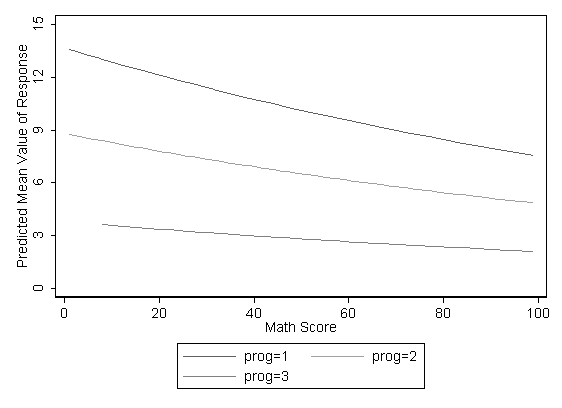 15
12
9
6
3
0
Predicted Mean Value of Response
0 20 40 60 80 100
Math Score
prog=1 prog=2
prog=3